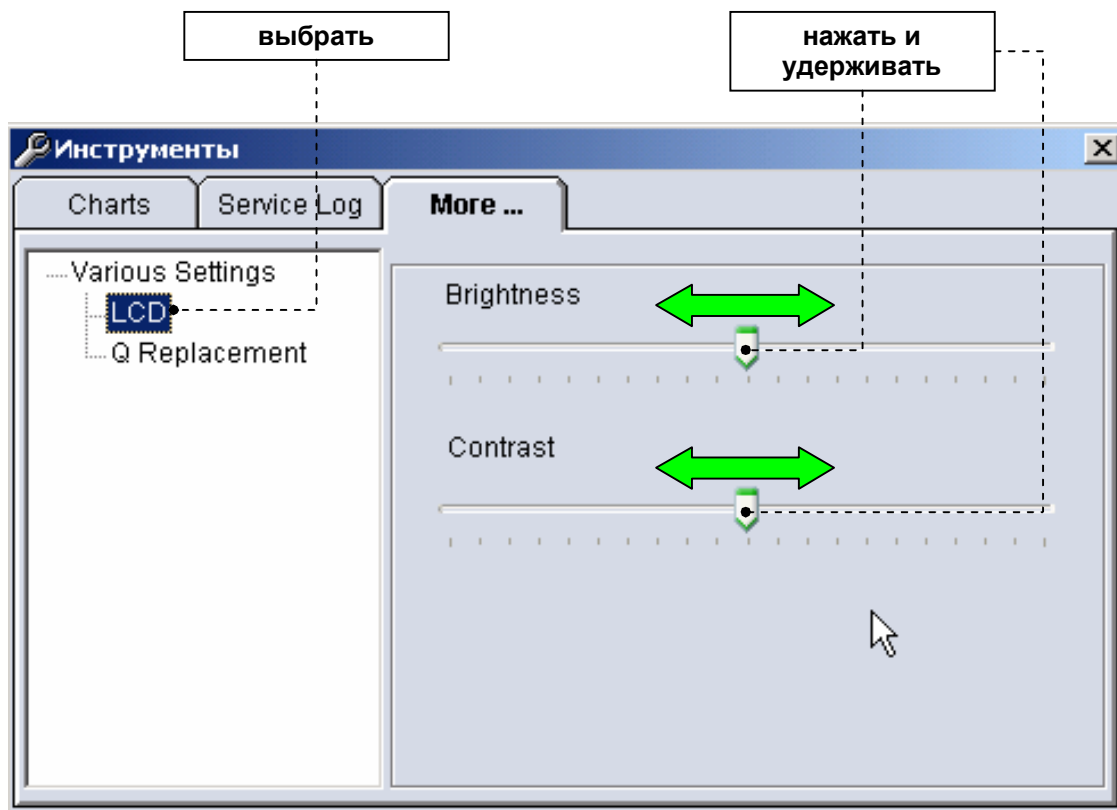 выбрать
нажать и
удерживать
Инструменты
Charts
Service Log
More ...
Various Settings
LCD
Q Replacement
Brightness
Contrast